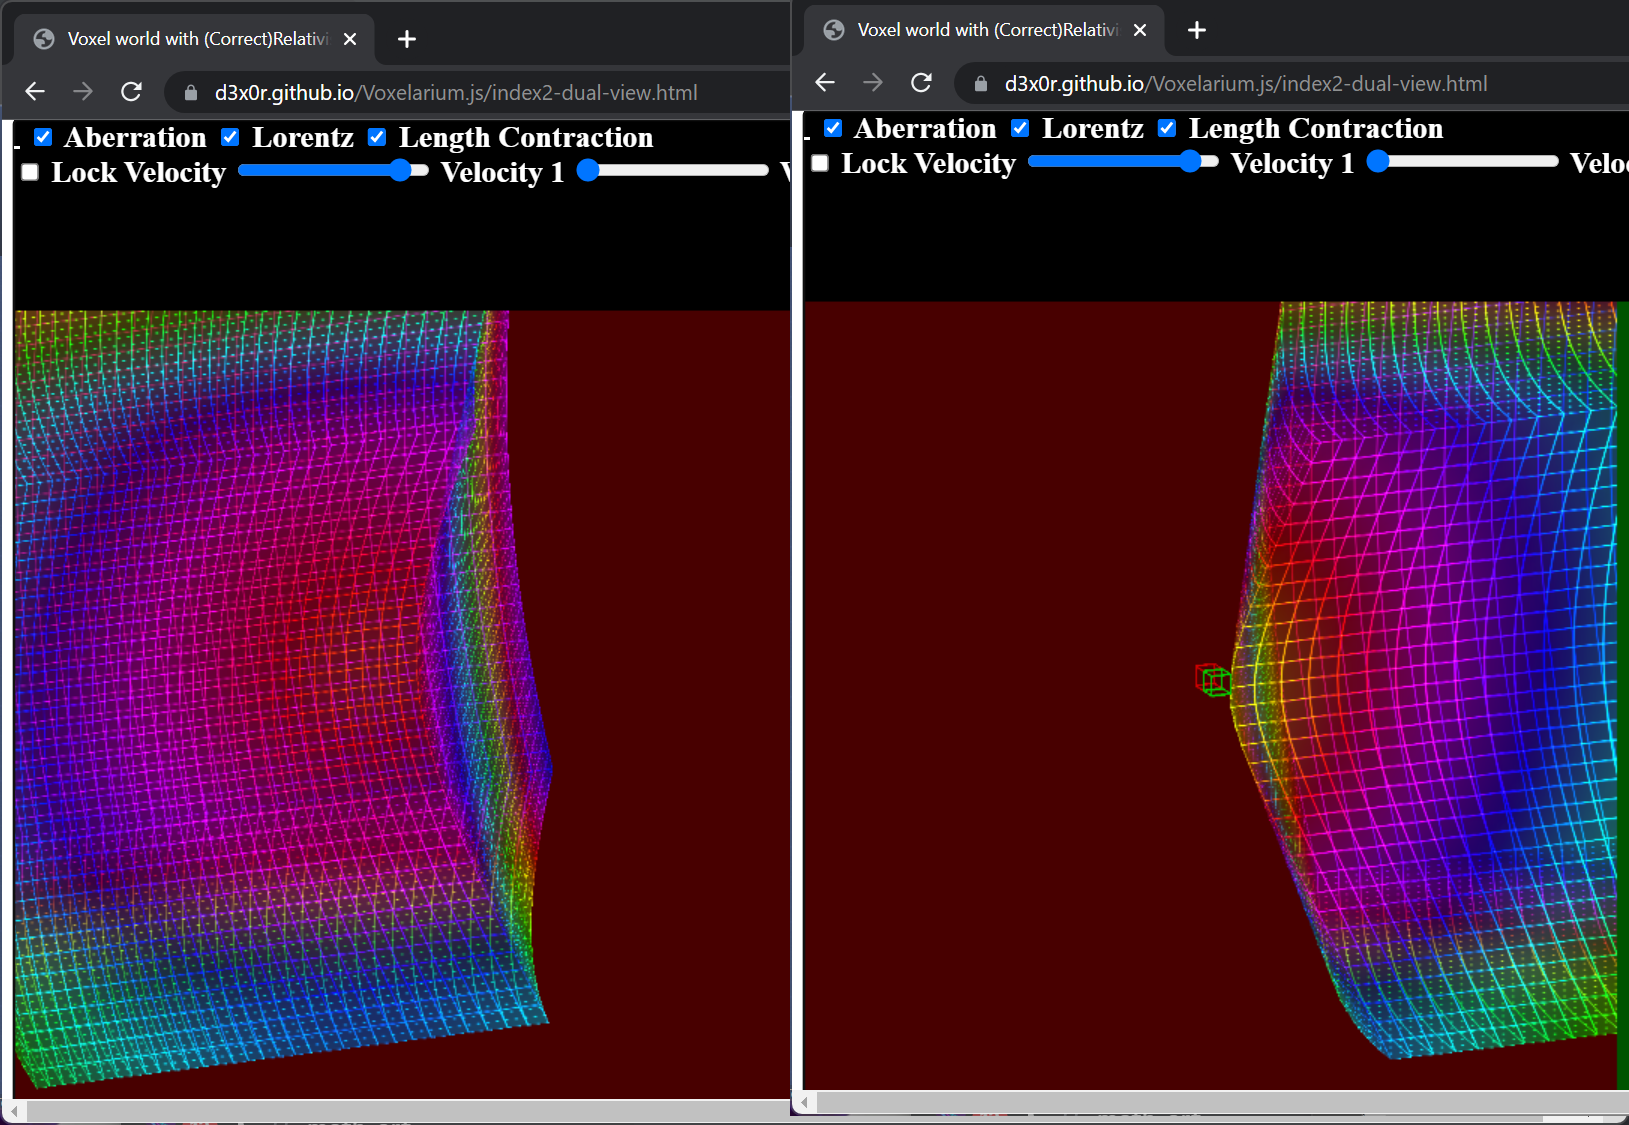 Voxel world with (Correct)Relativi
d3x0r.github.io/Voxelarium.js/index2-dual-view.html
Aberration Lorentz Length Contraction
Lock Velocity Velocity 1
Voxel world with (Correct)Relativi
d3x0r.github.io/Voxelarium.js/index2-dual-view.html
Aberration Lorentz Length Contraction
Lock Velocity Velocity 1 Velo